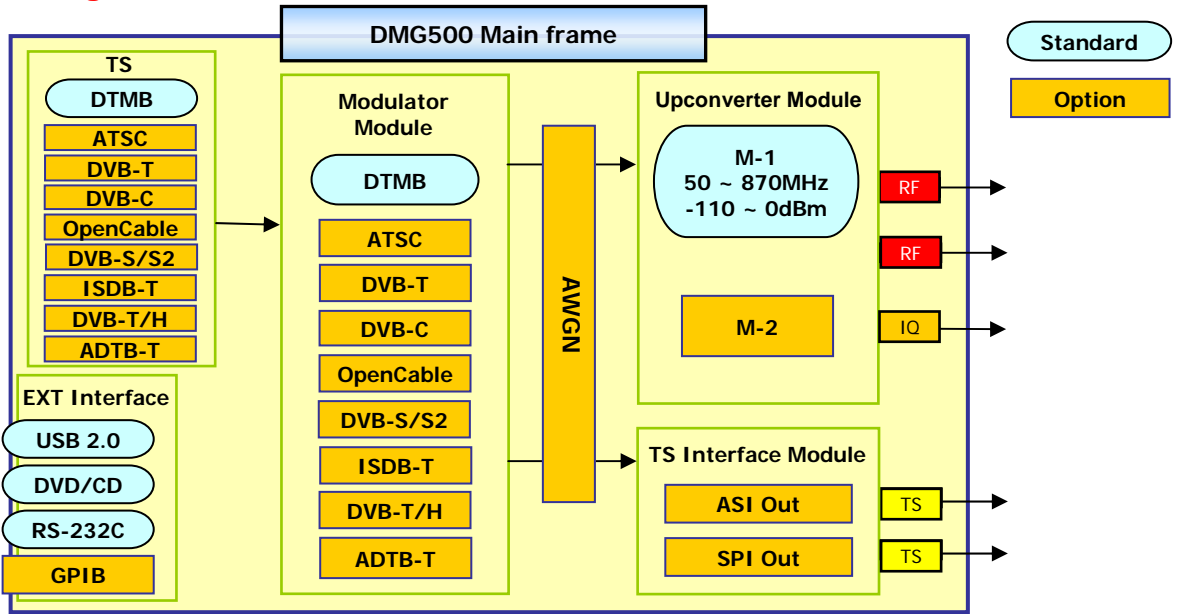 DMG500 Main frame
Standard
Option
TS
DTMB
ATSC
DVB-T
DVB-C
OpenCable
DVB-S/S2
ISDB-T
DVB-T/H
ADTB-T
EXT Interface
USB 2.0
DVD/CD
RS-232C
GPIB
Modulator
Module
DTMB
ATSC
DVB-T
DVB-C
OpenCable
DVB-S/S2
ISDB-T
DVB-T/H
ADTB-T
AWGN
Upconverter Module
M-1
50 ~ 870MHz
-110 ~ 0dBm
M-2
RF
RF
IQ
TS Interface Module
ASI Out
SPI Out
TS
TS